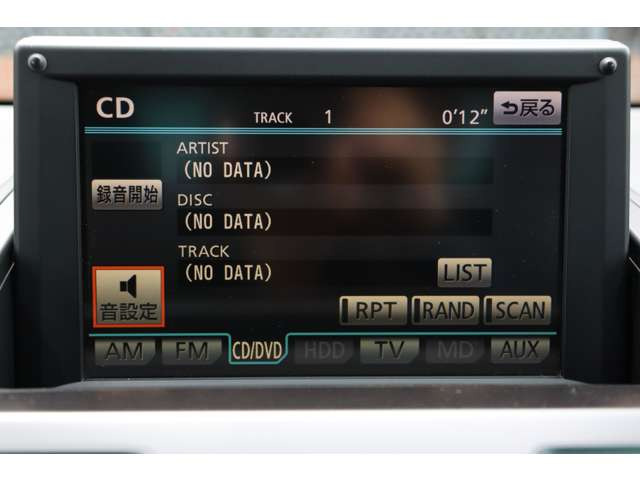 CD TRACK 1 0'12" 戻る
ARTIST
(NO DATA)
録音開始
DISC
(NO DATA)
TRACK
(NO DATA) LIST
音設定
RPT RAND SCAN
AM FM CD/DVD HDD TV MD AUX